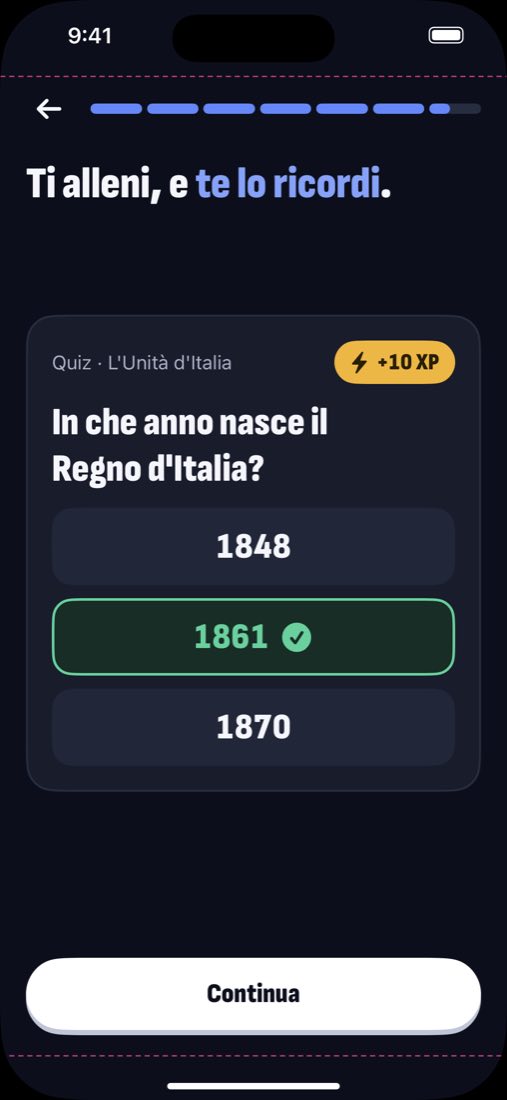 9:41
Ti alleni, e te lo ricordi.
Quiz · L'Unità d'Italia
+10 XP
In che anno nasce il
Regno d'Italia?
1848
1861
1870
Continua